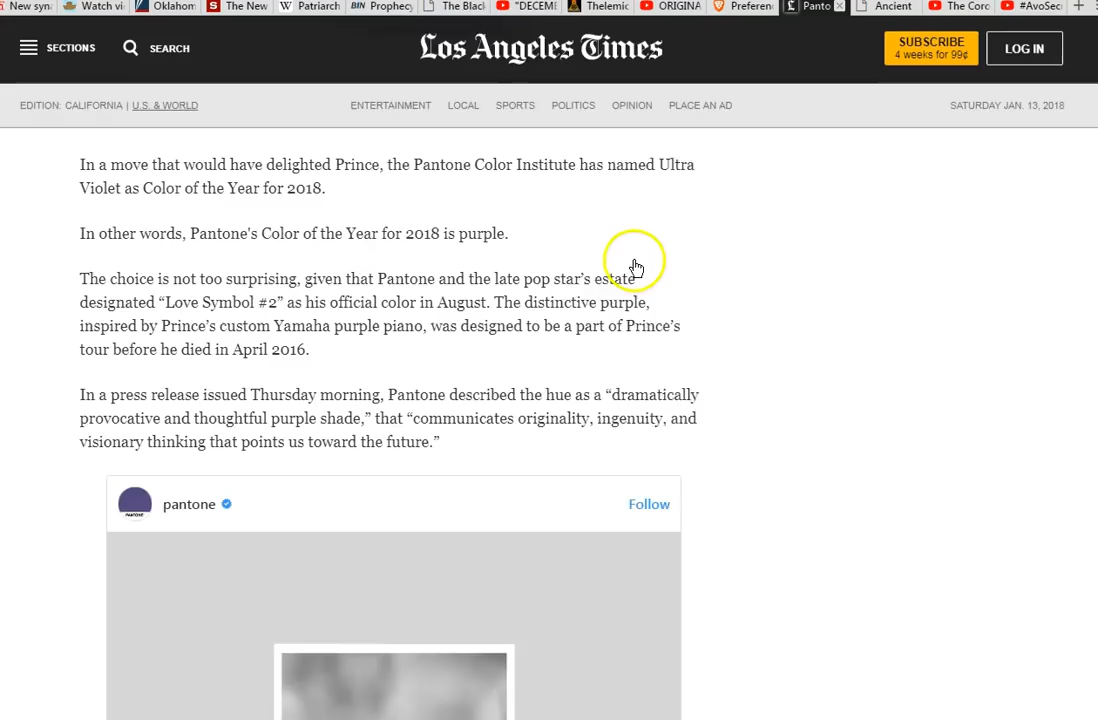 New syna
Watch vi
Oklahom
The New
Patriarch
BIN Prophecy
The Black
"DECEME
Thelemic
ORIGINA
Preferen
Panto
Ancient
The Coro
#AvoSec
SECTIONS
SEARCH
Los Angeles Times
SUBSCRIBE
4 weeks for 99¢
LOG IN
EDITION: CALIFORNIA | U.S. & WORLD
ENTERTAINMENT LOCAL SPORTS POLITICS OPINION PLACE AN AD
SATURDAY JAN. 13, 2018
In a move that would have delighted Prince, the Pantone Color Institute has named Ultra
Violet as Color of the Year for 2018.
In other words, Pantone's Color of the Year for 2018 is purple.
The choice is not too surprising, given that Pantone and the late pop star’s estate
designated “Love Symbol #2” as his official color in August. The distinctive purple,
inspired by Prince’s custom Yamaha purple piano, was designed to be a part of Prince’s
tour before he died in April 2016.
In a press release issued Thursday morning, Pantone described the hue as a “dramatically
provocative and thoughtful purple shade,” that “communicates originality, ingenuity, and
visionary thinking that points us toward the future.”
PANTONE
pantone
Follow